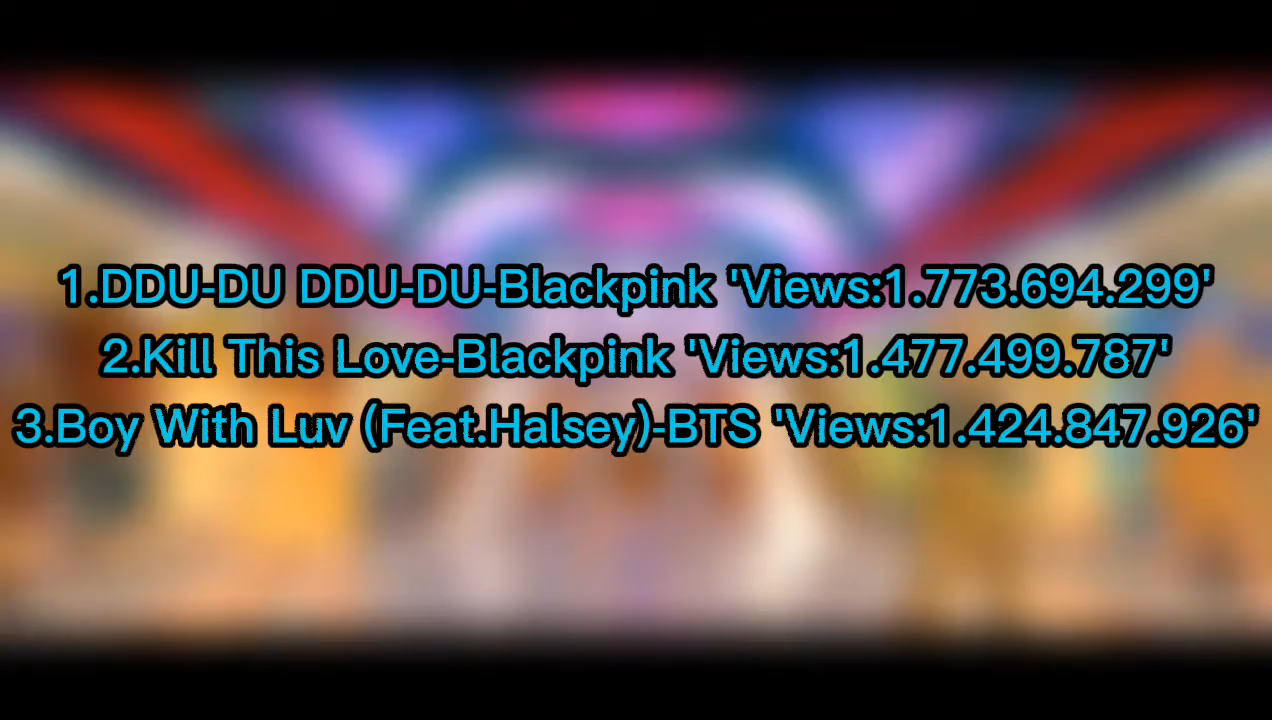 1.DDU-DU DDU-DU-Blackpink 'Views:1.773.694.299'
2.Kill This Love-Blackpink 'Views:1.477.499.787'
3.Boy With Luv (Feat.Halsey)-BTS 'Views:1.424.847.926'